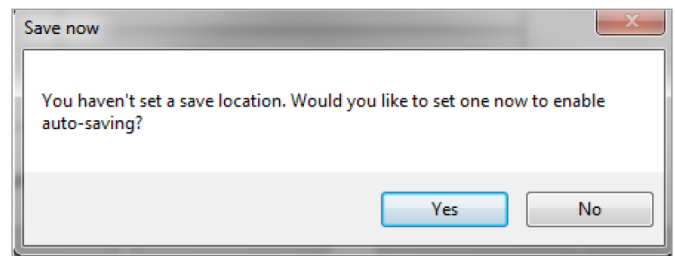 Save now
You haven't set a save location. Would you like to set one now to enable
auto-saving?
Yes
No